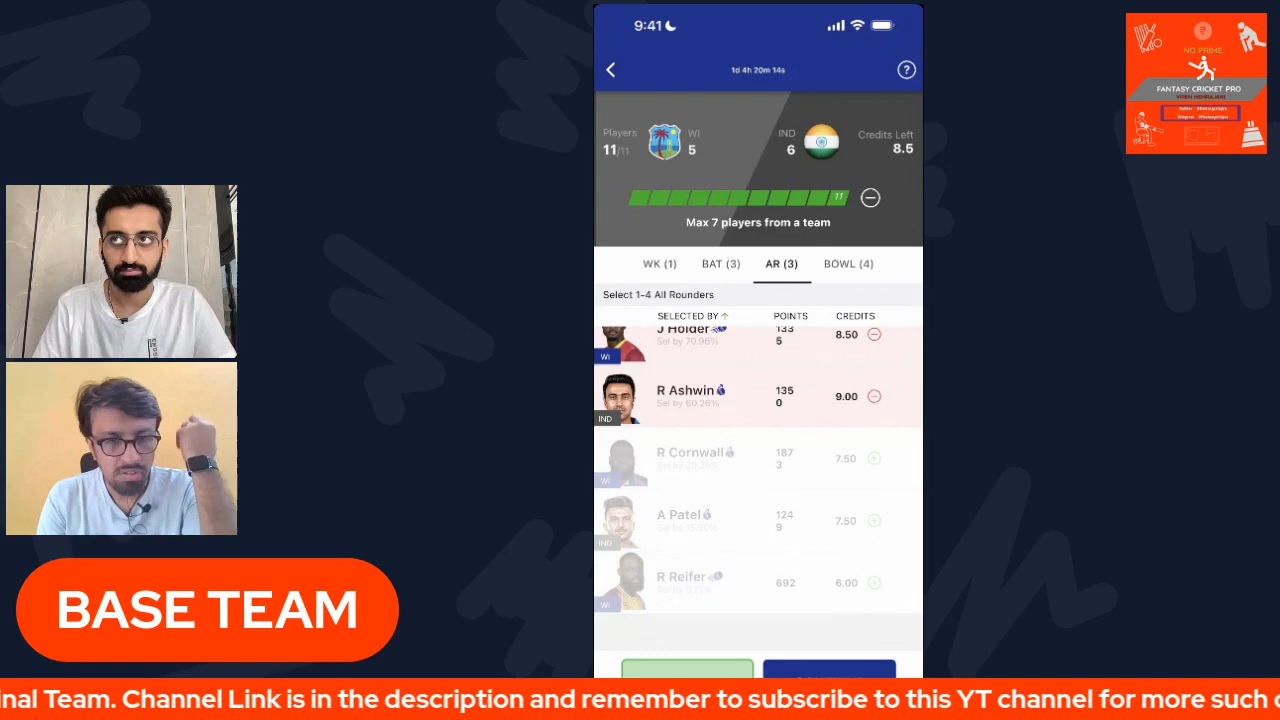 9:41
1d 4h 20m 14s
?
Players
11/11
WI
5
IND
6
Credits Left
8.5
11
Max 7 players from a team
WK (1)
BAT (3)
AR (3)
BOWL (4)
Select 1-4 All Rounders
SELECTED BY
POINTS
CREDITS
J Holder
Sel by 70.96%
133
5
8.50
WI
R Ashwin
Sel by 60.26%
135
0
9.00
IND
R Cornwall
187
3
7.50
WI
A Patel
124
9
7.50
IND
R Reifer
692
6.00
WI
NO PRIME
FANTASY CRICKET PRO
BASE TEAM
inal Team. Channel Link is in the description and remember to subscribe to this YT channel for more such